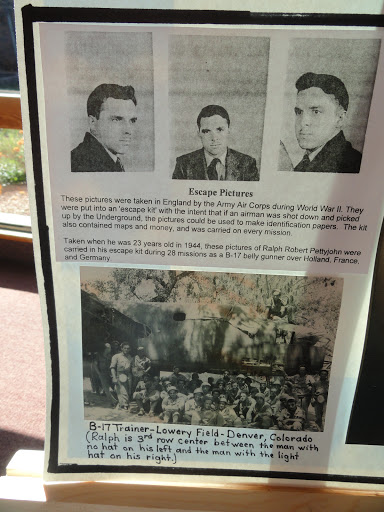 Escape Pictures
These pictures were taken in England by the Army Air Corps during World War II. They
were put into an 'escape kit' with the intent that if an airman was shot down and picked
up by the Underground, the pictures could be used to make identification papers. The kit
also contained maps and money, and was carried on every mission.
Taken when he was 23 years old in 1944, these pictures of Ralph Robert Pettyjohn were
carried in his escape kit during 28 missions as a B-17 belly gunner over Holland, France,
and Germany.
B-17 Trainer-Lowery Field-Denver, Colorado
(Ralph is 3rd row center between the man with
no hat on his left and the man with the light
hat on his right.)